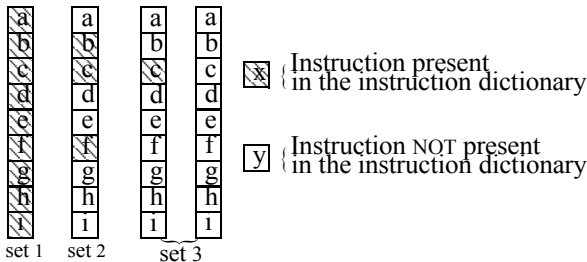 a a a a
b b b b
c c c c
d d d d
e e e e
f f f f
g g g g
h h h h
i i i i
set 1 set 2 set 3
x { Instruction present
in the instruction dictionary
y { Instruction NOT present
in the instruction dictionary